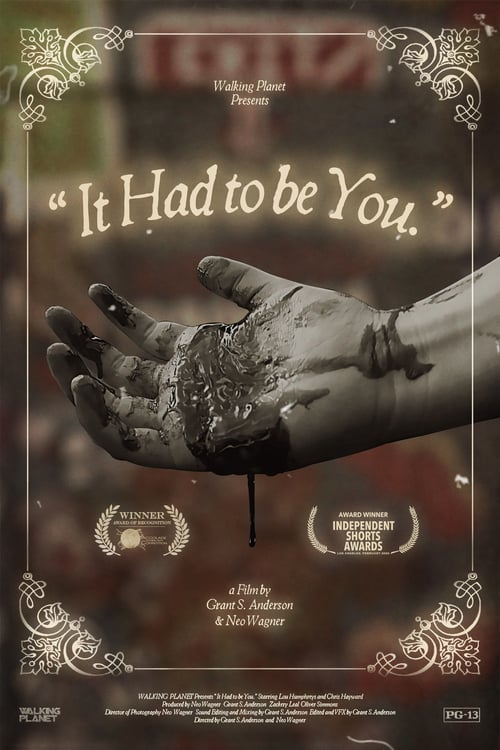 Walking Planet
Presents
“It Had to be You.”
WINNER
AWARD OF RECOGNITION
AWARD WINNER
INDEPENDENT
SHORTS
AWARDS
a Film by
Grant S. Anderson
& Neo Wagner
WALKING PLANET Presents "It Had to be You." Starring Lou Humphreys and Chris Hayward
Produced by Neo Wagner Grant S. Anderson Zackery Leal Oliver Simmons
Director of Photography Neo Wagner Sound Editing and Mixing by Grant S. Anderson Edited and VFX by Grant S. Anderson
Directed by Grant S. Anderson and Neo Wagner
WALKING
PLANET
PG-13